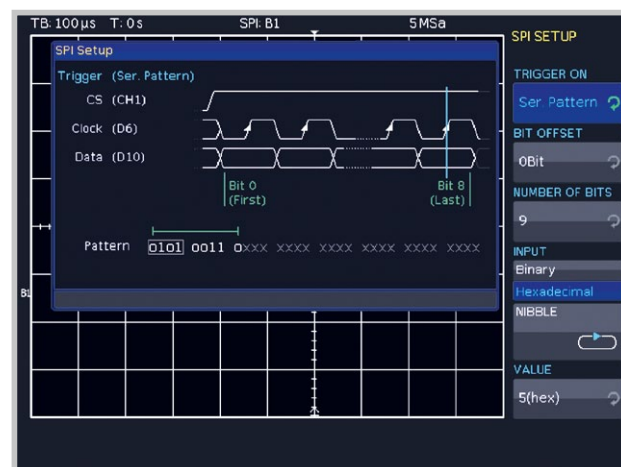 TB: 100 µs T: 0 s SPI: B1 5 MSa
SPI SETUP
SPI Setup
Trigger (Ser. Pattern)
CS (CH1)
Clock (D6)
Data (D10)
Bit 0
(First)
Bit 8
(Last)
Pattern 0101 0011 0xxx xxxx xxxx xxxx xxxx xxxx
B1
TRIGGER ON
Ser. Pattern
BIT OFFSET
0Bit
NUMBER OF BITS
9
INPUT
Binary
Hexadecimal
NIBBLE
VALUE
5(hex)